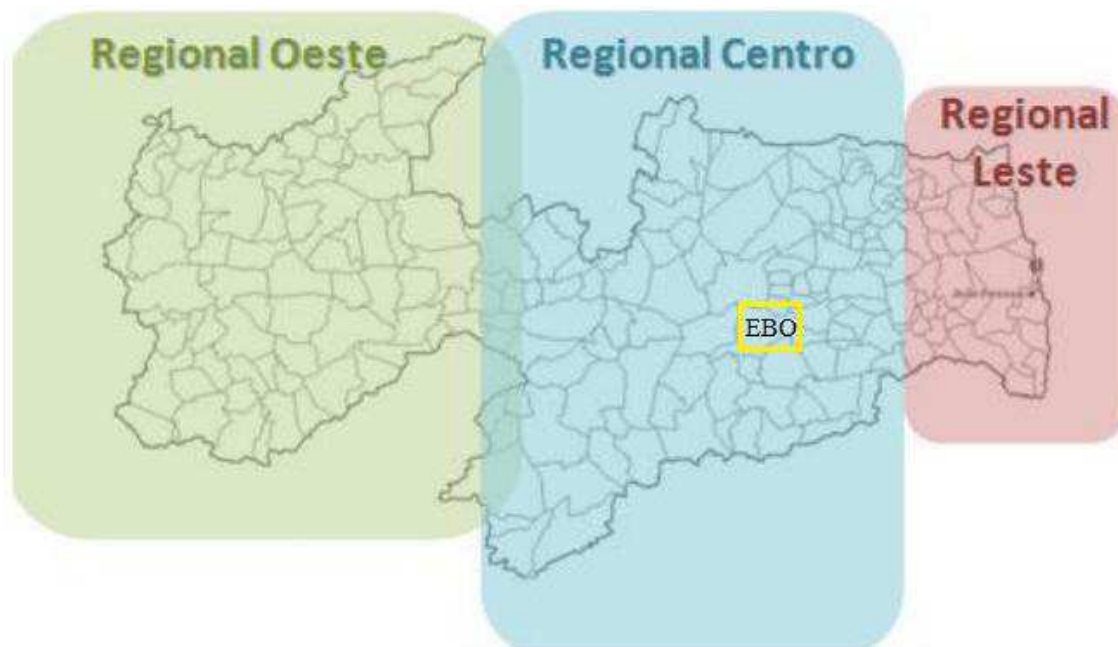 Regional Oeste
Regional Centro
Regional
Leste
EBO